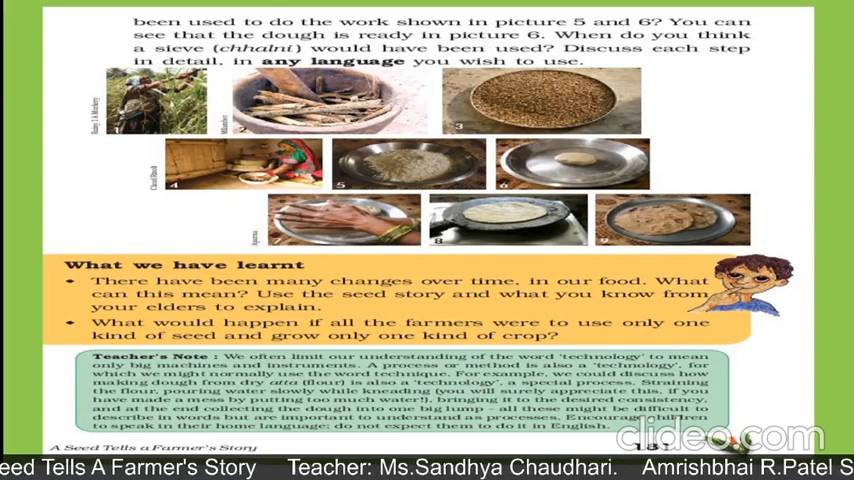 been used to do the work shown in picture 5 and 6? You can
see that the dough is ready in picture 6. When do you think
a sieve (chhalni) would have been used? Discuss each step
in detail, in any language you wish to use.
2
3
4
5
6
7
8
9
Aparna
What we have learnt
• There have been many changes over time, in our food. What
can this mean? Use the seed story and what you know from
your elders to explain.
• What would happen if all the farmers were to use only one
kind of seed and grow only one kind of crop?
Teacher's Note : We often limit our understanding of the word 'technology' to mean
only big machines and instruments. A process or method is also a 'technology', for
which we might normally use the word technique. For example, we could discuss how
making dough from dry atta (flour) is also a 'technology', a special process. Straining
the flour, pouring water slowly while kneading (you will surely appreciate this, if you
have made a mess by putting too much water!), bringing it to the desired consistency,
and at the end collecting the dough into one big lump - all these might be difficult to
describe in words but are important to understand as processes. Encourage children
to speak in their home language; do not expect them to do it in English.
clideo.com
A Seed Tells a Farmer's Story
181
Seed Tells A Farmer's Story Teacher: Ms.Sandhya Chaudhari. Amrishbhai R.Patel S